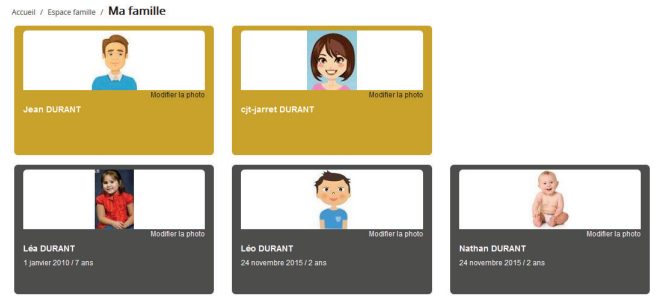 Accueil / Espace famille / Ma famille
Modifier la photo
Jean DURANT
Modifier la photo
cjt-jarret DURANT
Modifier la photo
Léa DURANT
1 janvier 2010 / 7 ans
Modifier la photo
Léo DURANT
24 novembre 2015 / 2 ans
Modifier la photo
Nathan DURANT
24 novembre 2015 / 2 ans